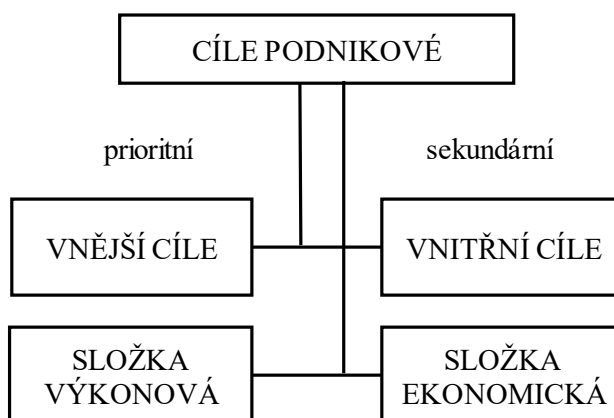 CÍLE PODNIKOVÉ
prioritní
sekundární
VNĚJŠÍ CÍLE
VNITŘNÍ CÍLE
SLOŽKA
VÝKONOVÁ
SLOŽKA
EKONOMICKÁ